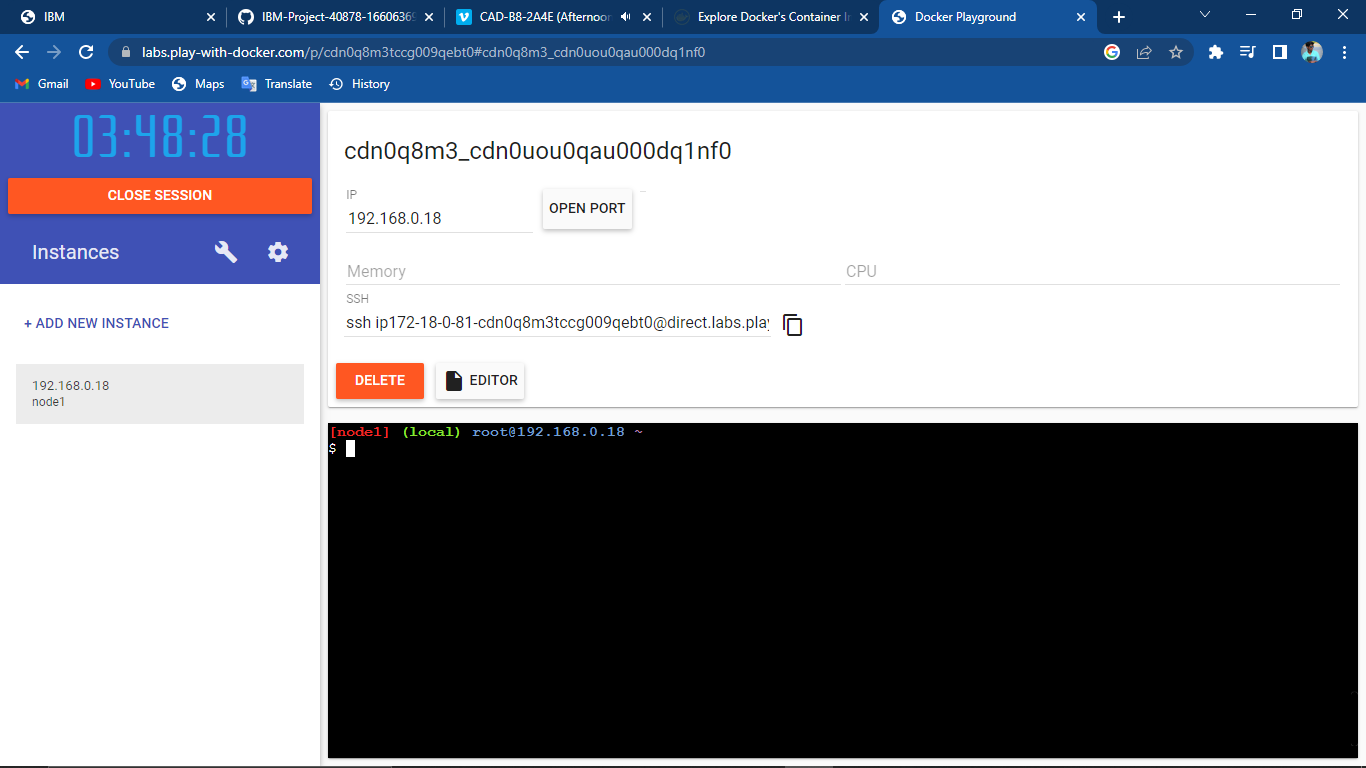 IBM
IBM-Project-40878-16606369
CAD-B8-2A4E (Afternoon
Explore Docker's Container I
Docker Playground
labs.play-with-docker.com/p/cdn0q8m3tccg009qebt0#cdn0q8m3_cdn0uou0qau000dq1nf0
Gmail
YouTube
Maps
Translate
History
03:48:28
CLOSE SESSION
Instances
+ ADD NEW INSTANCE
192.168.0.18
node1
cdn0q8m3_cdn0uou0qau000dq1nf0
IP
192.168.0.18
OPEN PORT
Memory
CPU
SSH
ssh ip172-18-0-81-cdn0q8m3tccg009qebt0@direct.labs.play
DELETE
EDITOR
[node1] (local) root@192.168.0.18 ~
$